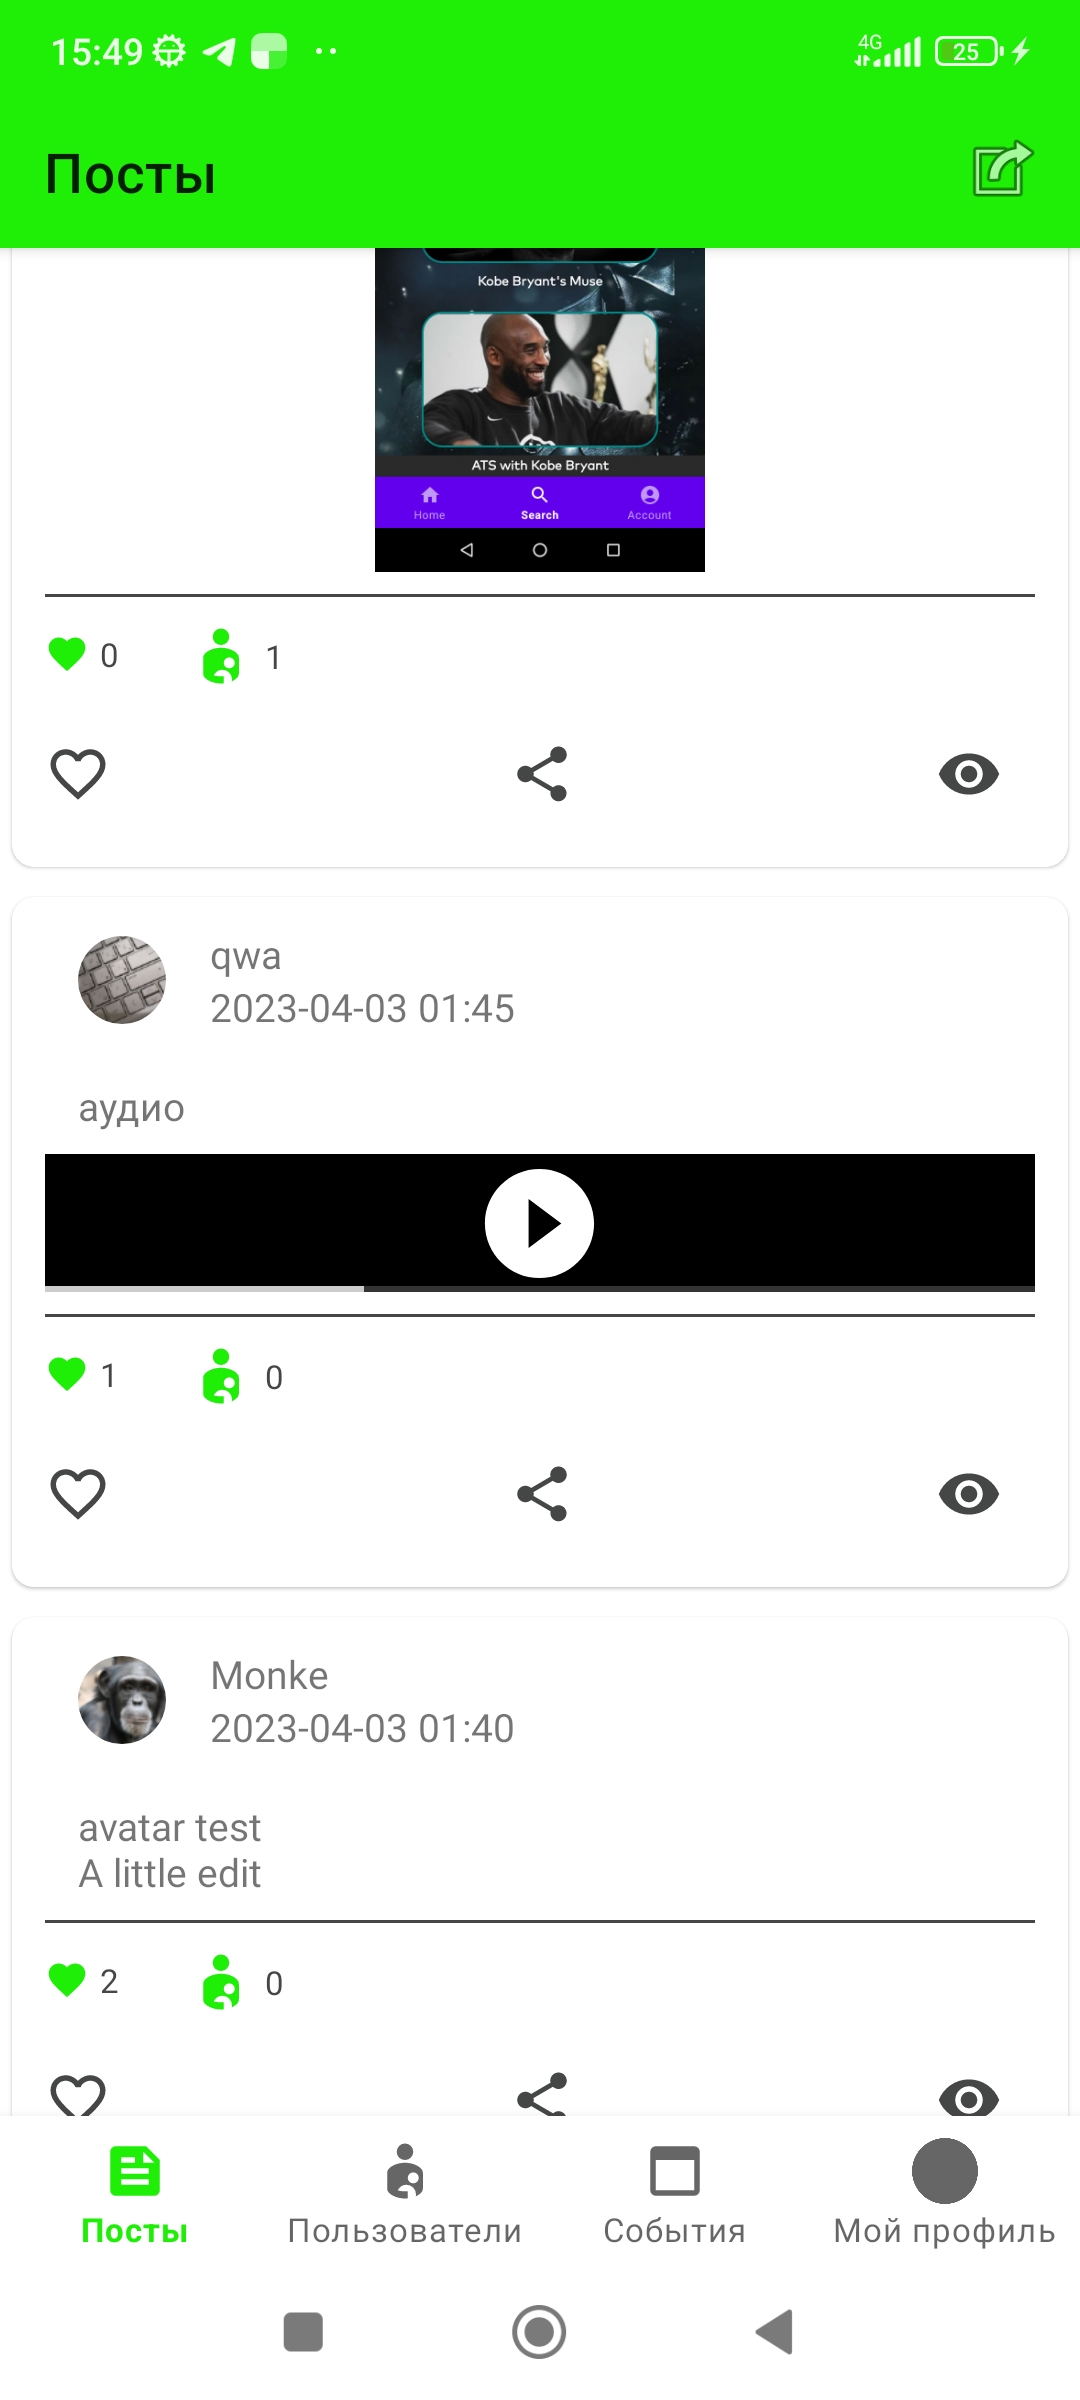 15:49
4G
25
Посты
Kobe Bryant's Muse
ATS with Kobe Bryant
Home
Search
Account
0
1
qwa
2023-04-03 01:45
аудио
1
0
Monke
2023-04-03 01:40
avatar test
A little edit
2
0
Посты
Пользователи
События
Мой профиль